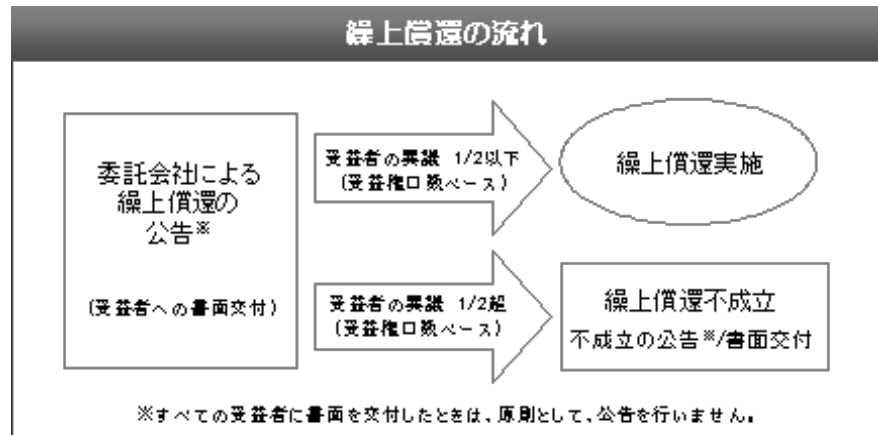 繰上償還の流れ
委託会社による
繰上償還の
公告※
(受益者への書面交付)
受益者の異議 1/2以下
(受益権口数ベース)
繰上償還実施
受益者の異議 1/2超
(受益権口数ベース)
繰上償還不成立
不成立の公告※/書面交付
※すべての受益者に書面を交付したときは、原則として、公告を行いません。